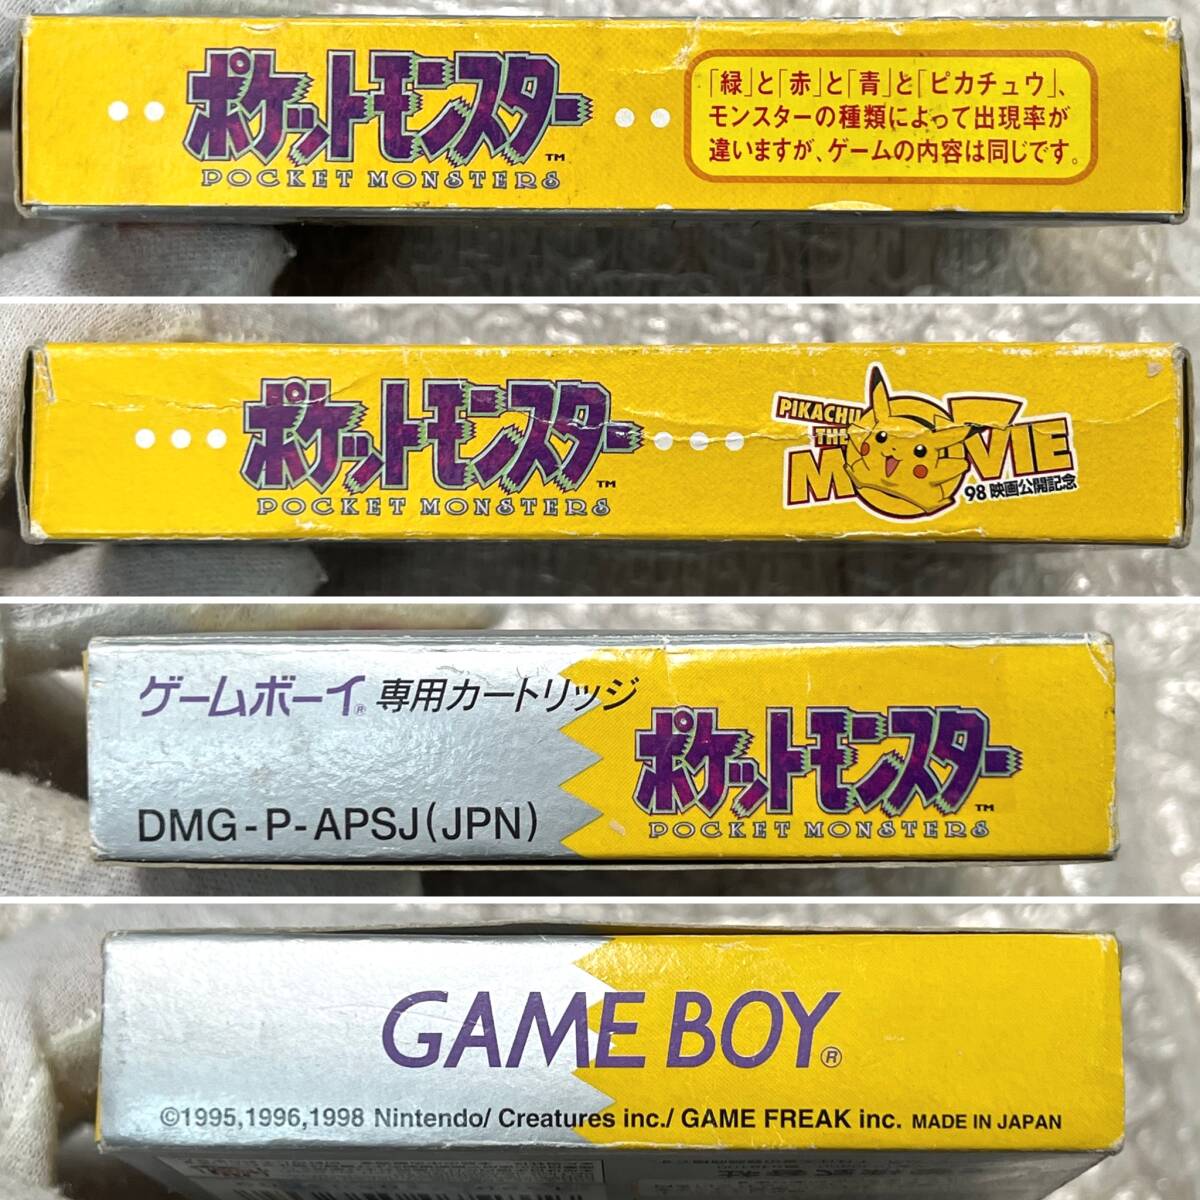 ポケットモンスター™
POCKET MONSTERS
「緑」と「赤」と「青」と「ピカチュウ」、
モンスターの種類によって出現率が
違いますが、ゲームの内容は同じです。
ポケットモンスター™
POCKET MONSTERS
PIKACHU
THE
MOVIE
98 映画公開記念
ゲームボーイ® 専用カートリッジ
DMG-P-APSJ(JPN)
ポケットモンスター™
POCKET MONSTERS
GAME BOY®
©1995,1996,1998 Nintendo/ Creatures inc./ GAME FREAK inc. MADE IN JAPAN